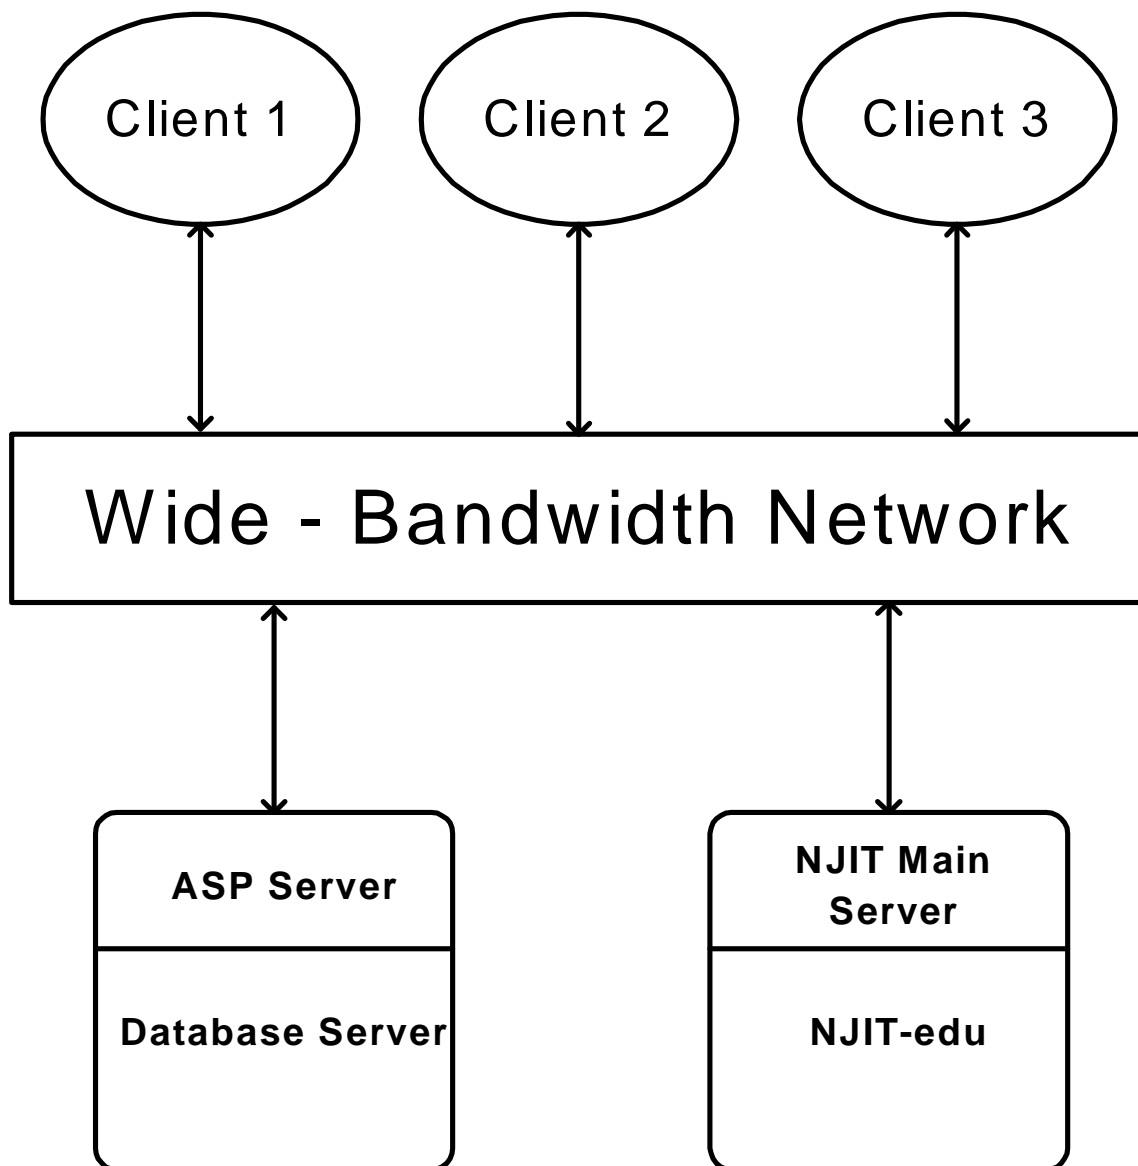 Client 1
Client 2
Client 3
Wide - Bandwidth Network
ASP Server
Database Server
NJIT Main
Server
NJIT-edu